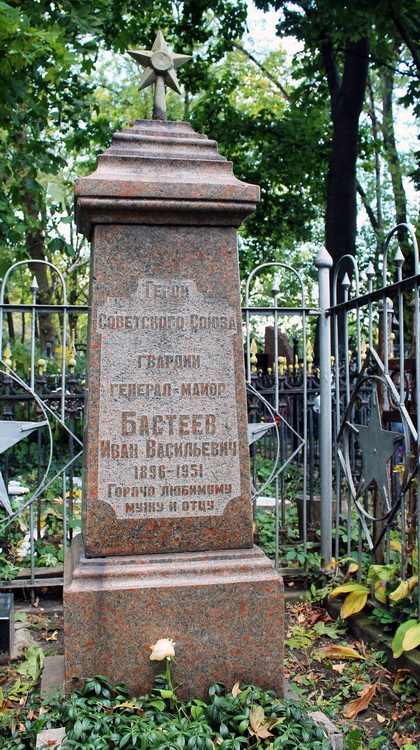 Герой
Советского Союза
гвардии
генерал-майор
Бастеев
Иван Васильевич
1896-1951
Горячо любимому
мужу и отцу